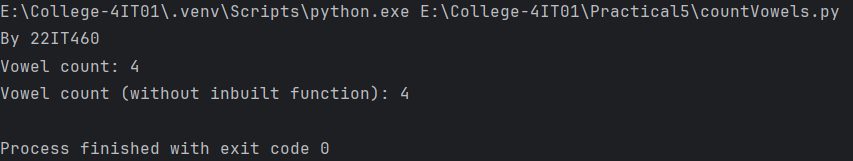 E:\College-4IT01\.venv\Scripts\python.exe E:\College-4IT01\Practical5\countVowels.py
By 22IT460
Vowel count: 4
Vowel count (without inbuilt function): 4
Process finished with exit code 0